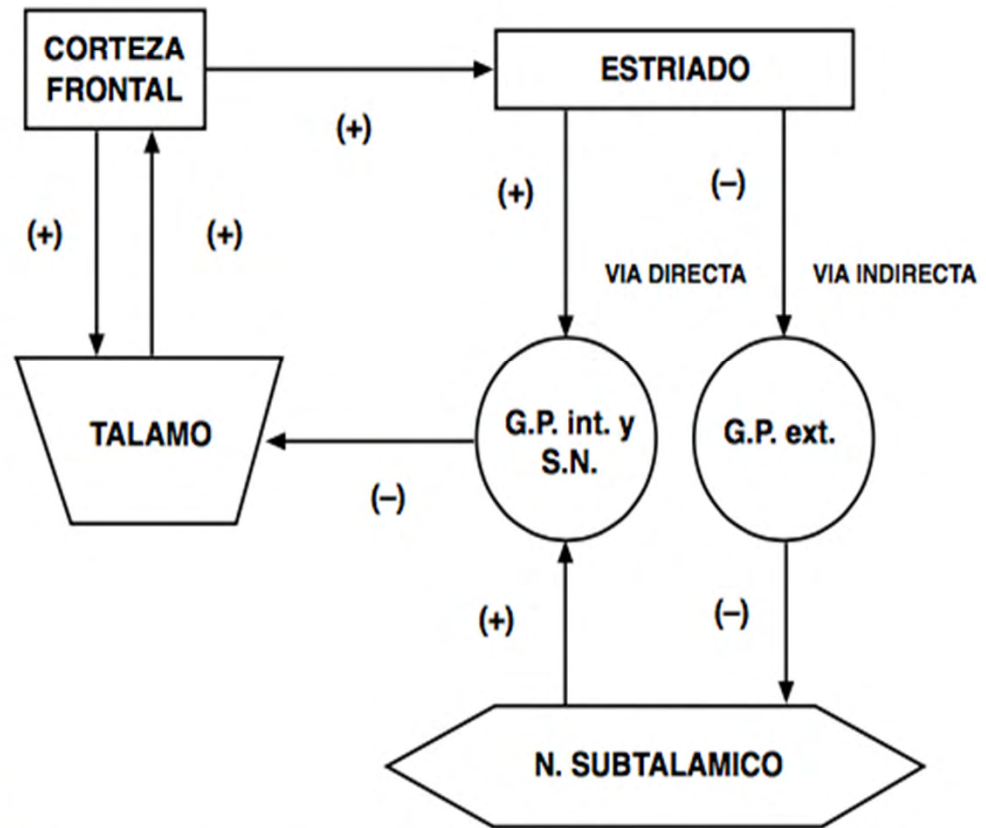 CORTEZA
FRONTAL
ESTRIADO
(+)
(+)
(–)
(+)
(+)
VIA DIRECTA
VIA INDIRECTA
TALAMO
G.P. int. y
S.N.
G.P. ext.
(–)
(+)
(–)
N. SUBTALAMICO